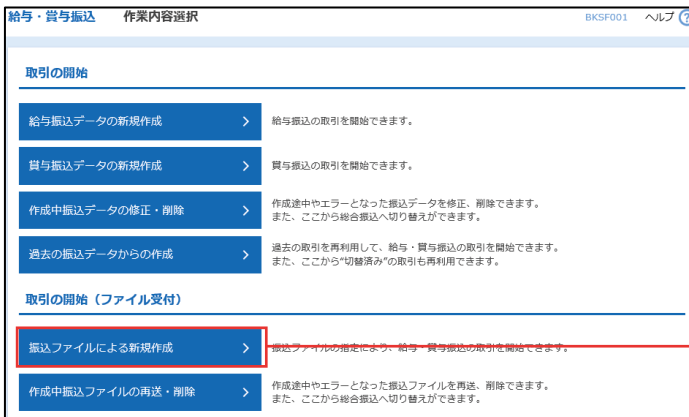 給与・賞与振込 作業内容選択 BKSF001 ヘルプ ?
取引の開始
給与振込データの新規作成 > 給与振込の取引を開始できます。
賞与振込データの新規作成 > 賞与振込の取引を開始できます。
作成中振込データの修正・削除 > 作成途中やエラーとなった振込データを修正、削除できます。
また、ここから総合振込へ切り替えができます。
過去の振込データからの作成 > 過去の取引を再利用して、給与・賞与振込の取引を開始できます。
また、ここから"切替済み"の取引も再利用できます。
取引の開始（ファイル受付）
振込ファイルによる新規作成 > 振込ファイルの指定により、給与・賞与振込の取引を開始できます。
作成中振込ファイルの再送・削除 > 作成途中やエラーとなった振込ファイルを再送、削除できます。
また、ここから総合振込へ切り替えができます。